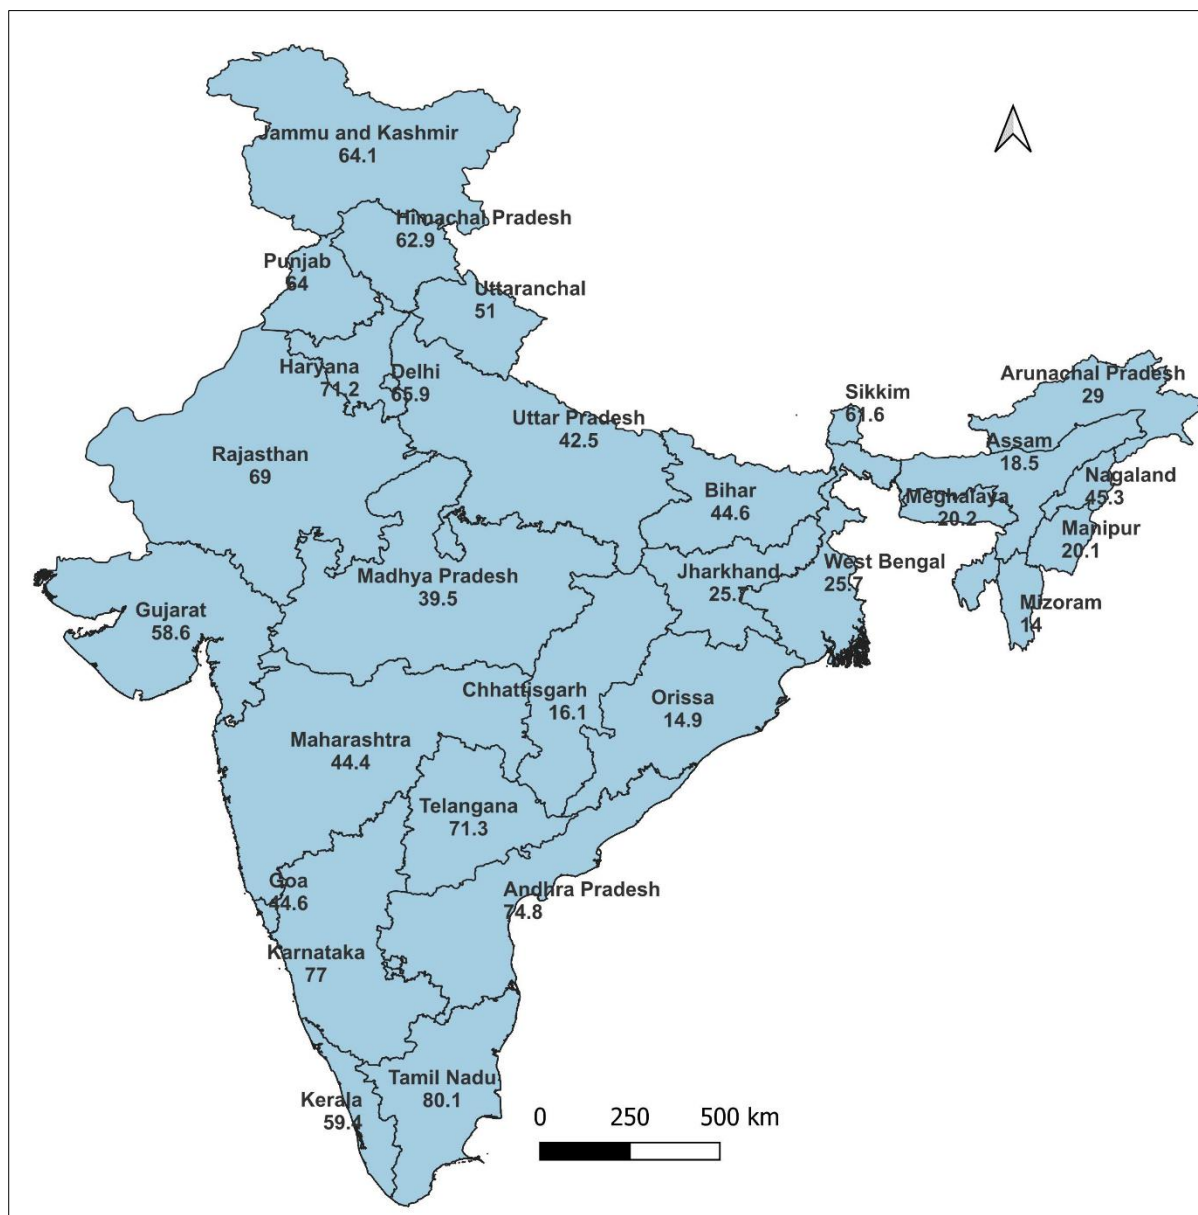 Jammu and Kashmir
64.1
Himachal Pradesh
62.9
Punjab
64
Uttaranchal
51
Haryana
71.2
Delhi
65.9
Arunachal Pradesh
29
Sikkim
61.6
Uttar Pradesh
42.5
Assam
18.5
Rajasthan
69
Nagaland
45.3
Bihar
44.6
Meghalaya
20.2
Manipur
20.1
West Bengal
25.7
Jharkhand
25.7
Madhya Pradesh
39.5
Gujarat
58.6
Mizoram
14
Chhattisgarh
16.1
Orissa
14.9
Maharashtra
44.4
Telangana
71.3
Goa
44.6
Andhra Pradesh
74.8
Karnataka
77
Tamil Nadu
80.1
Kerala
59.4
0 250 500 km